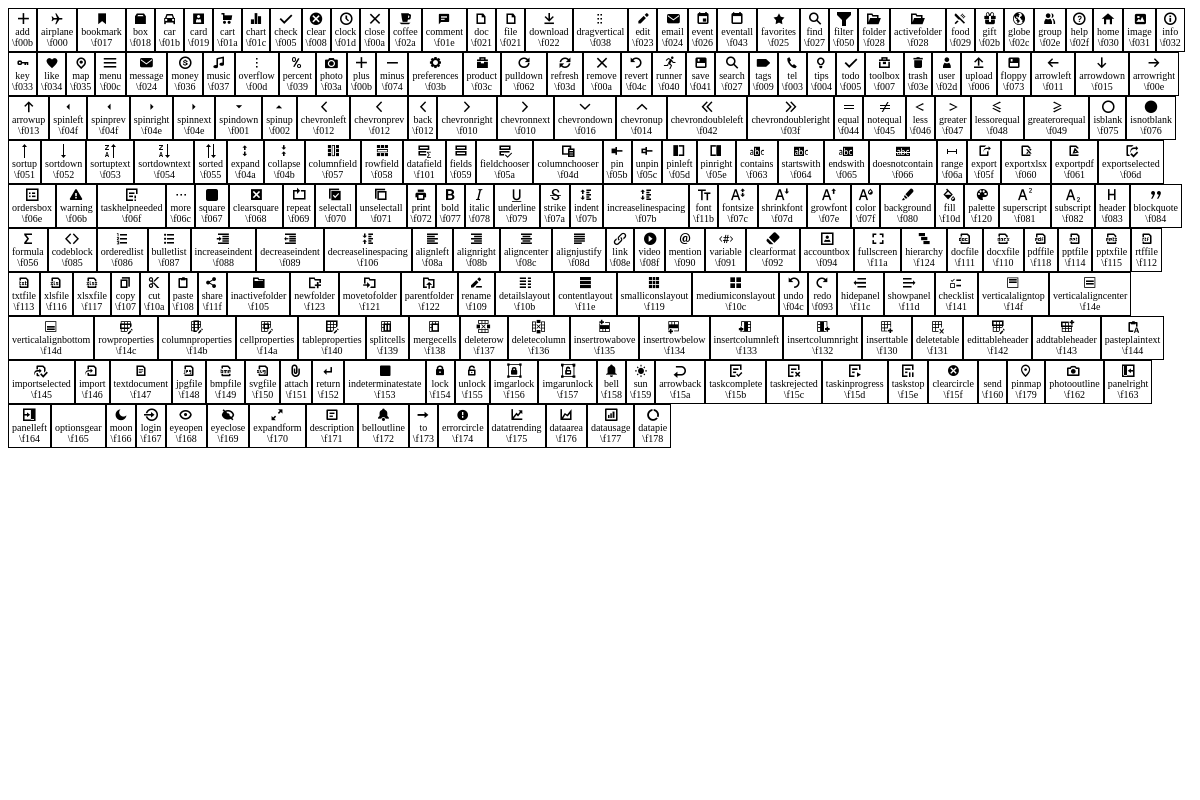 add airplane bookmark box car card cart chart check clear clock close coffee comment doc file download dragvertical edit email event eventall favorites find filter folder activefolder food gift globe group help home image info
\f00b \f000 \f017 \f018 \f01b \f019 \f01a \f01c \f005 \f008 \f01d \f00a \f02a \f01e \f021 \f021 \f022 \f038 \f023 \f024 \f026 \f043 \f025 \f027 \f050 \f028 \f028 \f029 \f02b \f02c \f02e \f02f \f030 \f031 \f032
key like map menu message money music overflow percent photo plus minus preferences product pulldown refresh remove revert runner save search tags tel tips todo toolbox trash user upload floppy arrowleft arrowdown arrowright
\f033 \f034 \f035 \f00c \f024 \f036 \f037 \f00d \f039 \f03a \f00b \f074 \f03b \f03c \f062 \f03d \f00a \f04c \f040 \f041 \f027 \f009 \f003 \f004 \f005 \f007 \f03e \f02d \f006 \f073 \f011 \f015 \f00e
arrowup spinleft spinprev spinright spinnext spindown spinup chevronleft chevronprev back chevronright chevronnext chevrondown chevronup chevrondoubleleft chevrondoubleright equal notequal less greater lessorequal greaterorequal isblank isnotblank
\f013 \f04f \f04f \f04e \f04e \f001 \f002 \f012 \f012 \f012 \f010 \f010 \f016 \f014 \f042 \f03f \f044 \f045 \f046 \f047 \f048 \f049 \f075 \f076
sortup sortdown sortuptext sortdowntext sorted expand collapse columnfield rowfield datafield fields fieldchooser columnchooser pin unpin pinleft pinright contains startswith endswith doesnotcontain range export exportxlsx exportpdf exportselected
\f051 \f052 \f053 \f054 \f055 \f04a \f04b \f057 \f058 \f101 \f059 \f05a \f04d \f05b \f05c \f05d \f05e \f063 \f064 \f065 \f066 \f06a \f05f \f060 \f061 \f06d
ordersbox warning taskhelpneeded more square clearsquare repeat selectall unselectall print bold italic underline strike indent increaselinespacing font fontsize shrinkfont growfont color background fill palette superscript subscript header blockquote
\f06e \f06b \f06f \f06c \f067 \f068 \f069 \f070 \f071 \f072 \f077 \f078 \f079 \f07a \f07b \f07b \f11b \f07c \f07d \f07e \f07f \f080 \f10d \f120 \f081 \f082 \f083 \f084
formula codeblock orderedlist bulletlist increaseindent decreaseindent decreaselinespacing alignleft alignright aligncenter alignjustify link video mention variable clearformat accountbox fullscreen hierarchy docfile docxfile pdffile pptfile pptxfile rtffile
\f056 \f085 \f086 \f087 \f088 \f089 \f106 \f08a \f08b \f08c \f08d \f08e \f08f \f090 \f091 \f092 \f094 \f11a \f124 \f111 \f110 \f118 \f114 \f115 \f112
txtfile xlsfile xlsxfile copy cut paste share inactivefolder newfolder movetofolder parentfolder rename detailslayout contentlayout smalliconslayout mediumiconslayout undo redo hidepanel showpanel checklist verticalaligntop verticalaligncenter
\f113 \f116 \f117 \f107 \f10a \f108 \f11f \f105 \f123 \f121 \f122 \f109 \f10b \f11e \f119 \f10c \f04c \f093 \f11c \f11d \f141 \f14f \f14e
verticalalignbottom rowproperties columnproperties cellproperties tableproperties splitcells mergecells deleterow deletecolumn insertrowabove insertrowbelow insertcolumnleft insertcolumnright inserttable deletetable edittableheader addtableheader pasteplaintext
\f14d \f14c \f14b \f14a \f140 \f139 \f138 \f137 \f136 \f135 \f134 \f133 \f132 \f130 \f131 \f142 \f143 \f144
importselected import textdocument jpgfile bmpfile svgfile attach return indeterminatestate lock unlock imgarlock imgarunlock bell sun arrowback taskcomplete taskrejected taskinprogress taskstop clearcircle send pinmap photooutline panelright
\f145 \f146 \f147 \f148 \f149 \f150 \f151 \f152 \f153 \f154 \f155 \f156 \f157 \f158 \f159 \f15a \f15b \f15c \f15d \f15e \f15f \f160 \f179 \f162 \f163
panelleft optionsgear moon login eyeopen eyeclose expandform description belloutline to errorcircle datatrending dataarea datausage datapie
\f164 \f165 \f166 \f167 \f168 \f169 \f170 \f171 \f172 \f173 \f174 \f175 \f176 \f177 \f178